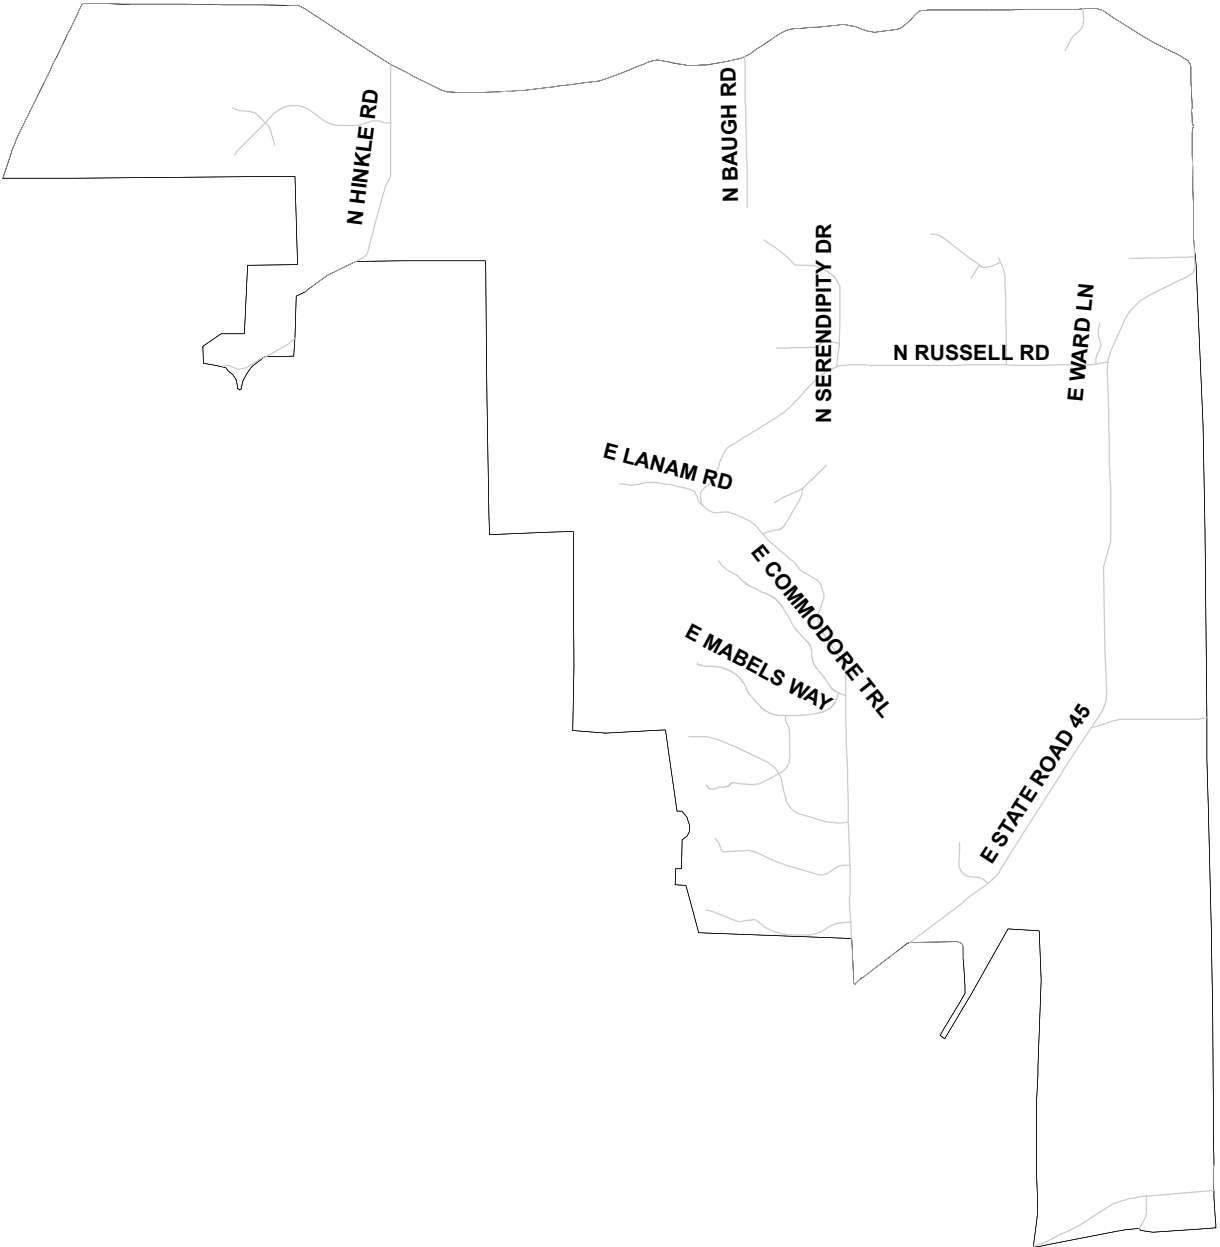 N HINKLE RD
N BAUGH RD
N SERENDIPITY DR
E WARD LN
N RUSSELL RD
E LANAM RD
E COMMODORE TRL
E MABELS WAY
E STATE ROAD 45